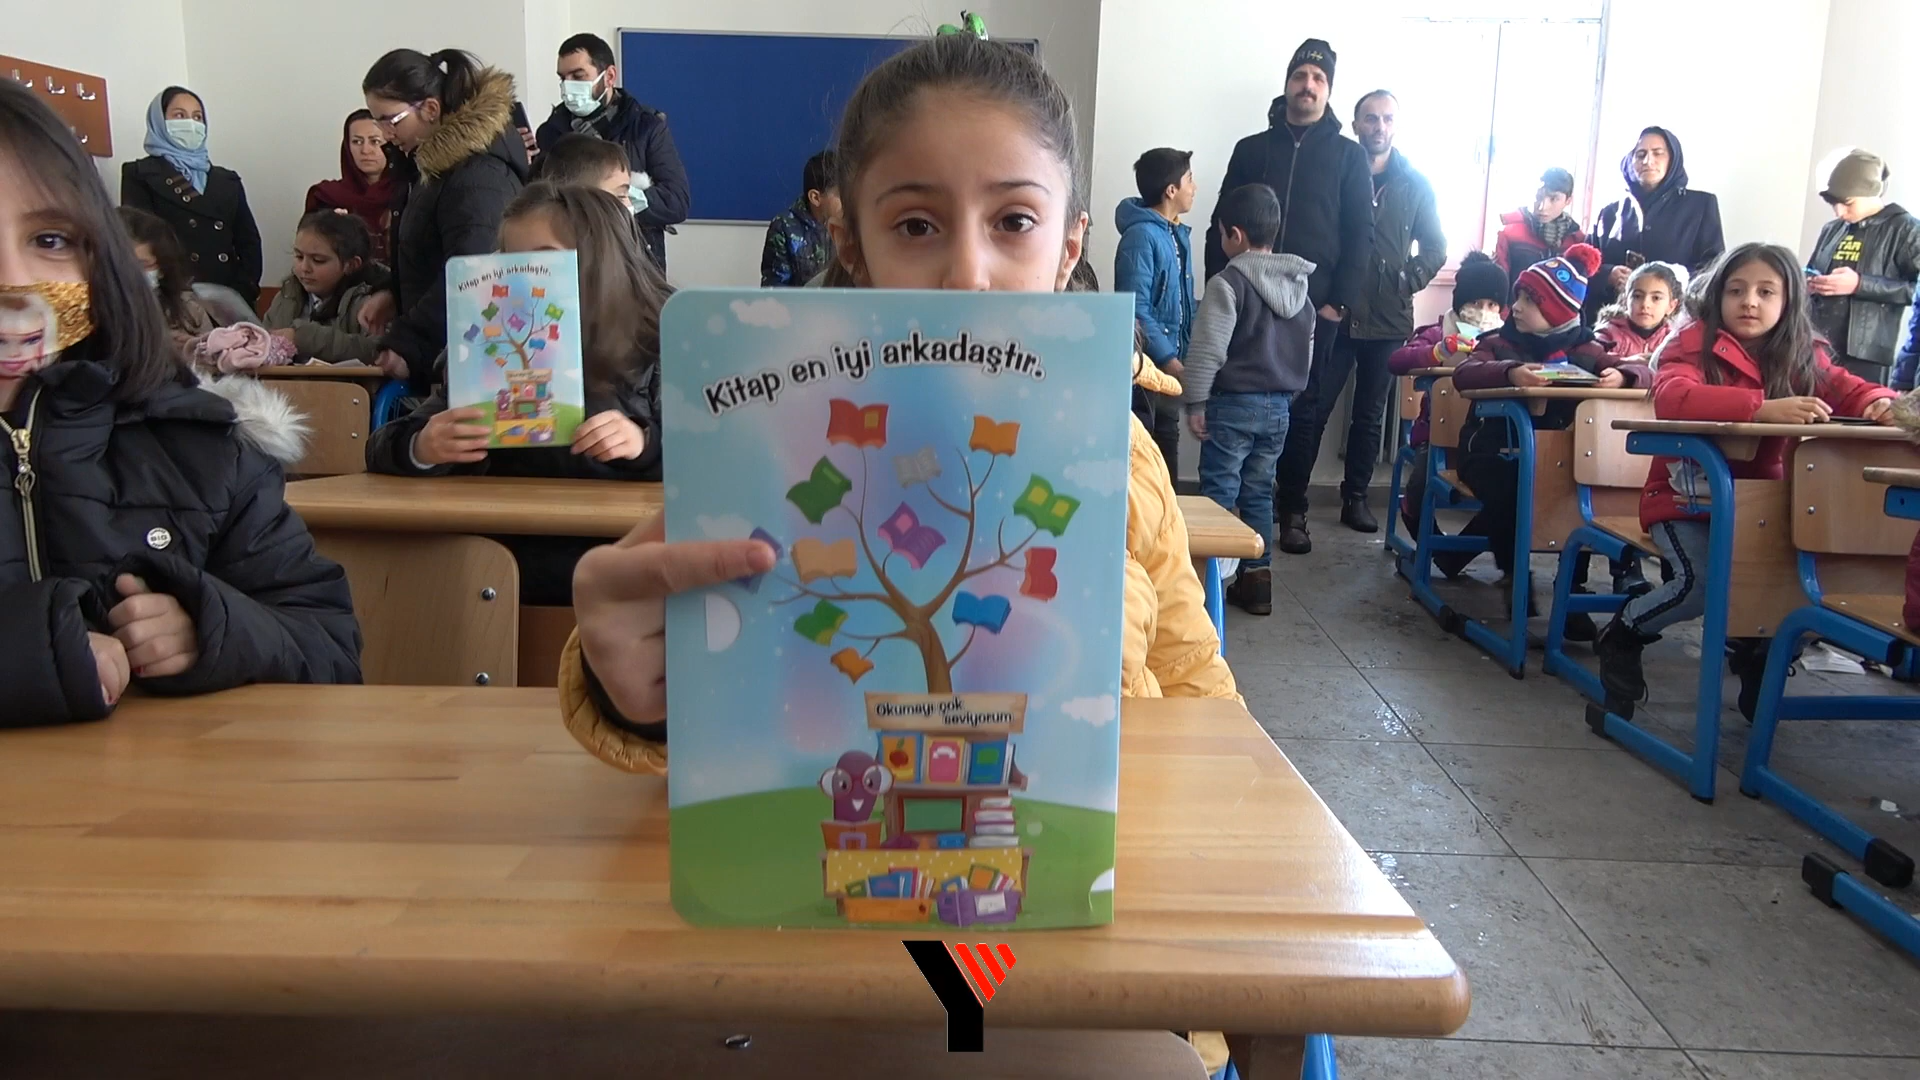 Kitap en iyi arkadaştır.
Kitap en iyi arkadaştır.
Okumayı çok
seviyorum.